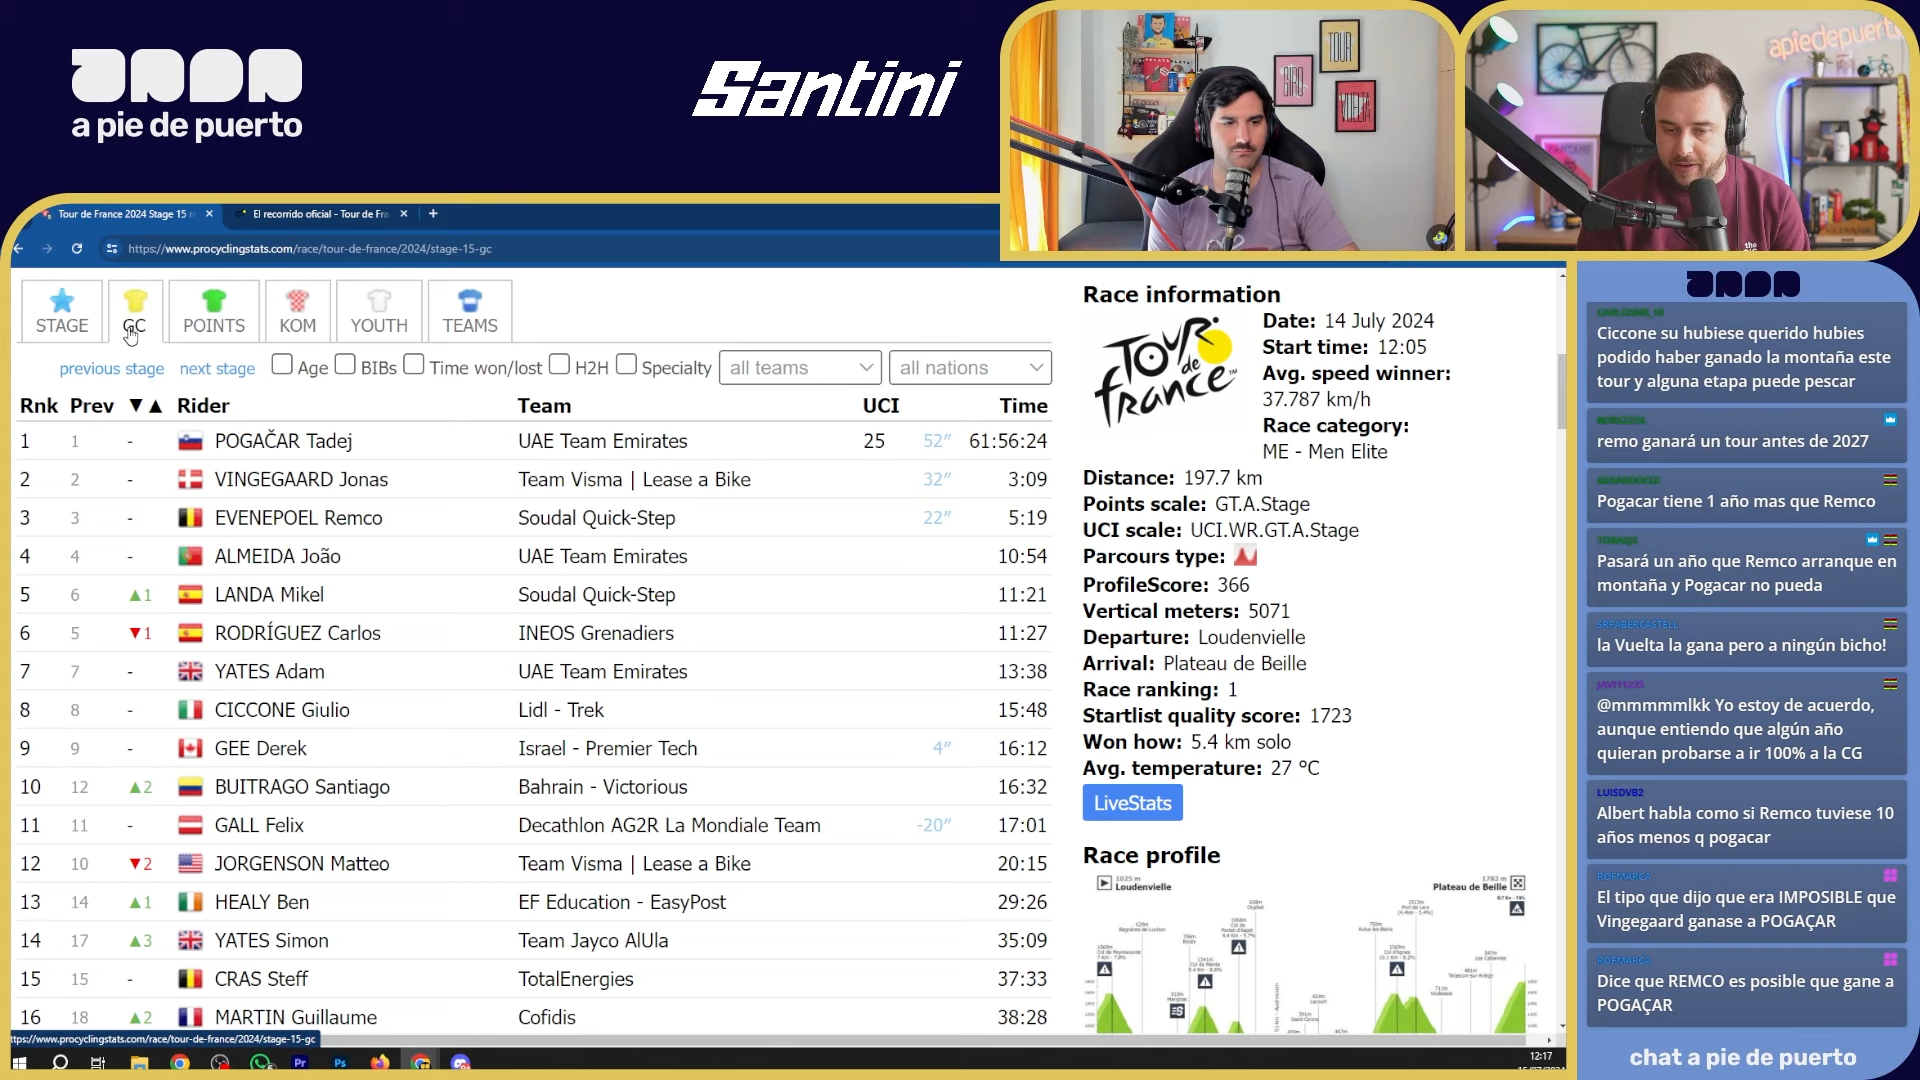 a pie de puerto
Santini
TOUR
GIRO
VUELTA
apiedepuerto
Tour de France 2024 Stage 15 r
El recorrido oficial - Tour de Fra
https://www.procyclingstats.com/race/tour-de-france/2024/stage-15-gc
STAGE GC POINTS KOM YOUTH TEAMS
previous stage next stage Age BIBs Time won/lost H2H Specialty all teams all nations
Rnk Prev ▼▲ Rider Team UCI Time
1 1 - POGAČAR Tadej UAE Team Emirates 25 52″ 61:56:24
2 2 - VINGEGAARD Jonas Team Visma | Lease a Bike 32″ 3:09
3 3 - EVENEPOEL Remco Soudal Quick-Step 22″ 5:19
4 4 - ALMEIDA João UAE Team Emirates 10:54
5 6 ▲1 LANDA Mikel Soudal Quick-Step 11:21
6 5 ▼1 RODRÍGUEZ Carlos INEOS Grenadiers 11:27
7 7 - YATES Adam UAE Team Emirates 13:38
8 8 - CICCONE Giulio Lidl - Trek 15:48
9 9 - GEE Derek Israel - Premier Tech 4″ 16:12
10 12 ▲2 BUITRAGO Santiago Bahrain - Victorious 16:32
11 11 - GALL Felix Decathlon AG2R La Mondiale Team -20″ 17:01
12 10 ▼2 JORGENSON Matteo Team Visma | Lease a Bike 20:15
13 14 ▲1 HEALY Ben EF Education - EasyPost 29:26
14 17 ▲3 YATES Simon Team Jayco AlUla 35:09
15 15 - CRAS Steff TotalEnergies 37:33
16 18 ▲2 MARTIN Guillaume Cofidis 38:28
ttps://www.procyclingstats.com/race/tour-de-france/2024/stage-15-gc
Race information
TOUR de france
Date: 14 July 2024
Start time: 12:05
Avg. speed winner:
37.787 km/h
Race category:
ME - Men Elite
Distance: 197.7 km
Points scale: GT.A.Stage
UCI scale: UCI.WR.GT.A.Stage
Parcours type:
ProfileScore: 366
Vertical meters: 5071
Departure: Loudenvielle
Arrival: Plateau de Beille
Race ranking: 1
Startlist quality score: 1723
Won how: 5.4 km solo
Avg. temperature: 27 °C
LiveStats
Race profile
1025 m
Loudenvielle
1782 m
Plateau de Beille
12:17
Ciccone su hubiese querido hubies
podido haber ganado la montaña este
tour y alguna etapa puede pescar
remo ganará un tour antes de 2027
Pogacar tiene 1 año mas que Remco
Pasará un año que Remco arranque en
montaña y Pogacar no pueda
SRFABERCASTELL
la Vuelta la gana pero a ningún bicho!
@mmmmmlkk Yo estoy de acuerdo,
aunque entiendo que algún año
quieran probarse a ir 100% a la CG
LUISDVB2
Albert habla como si Remco tuviese 10
años menos q pogacar
ROFMARCA
El tipo que dijo que era IMPOSIBLE que
Vingegaard ganase a POGAÇAR
ROFMARCA
Dice que REMCO es posible que gane a
POGAÇAR
chat a pie de puerto